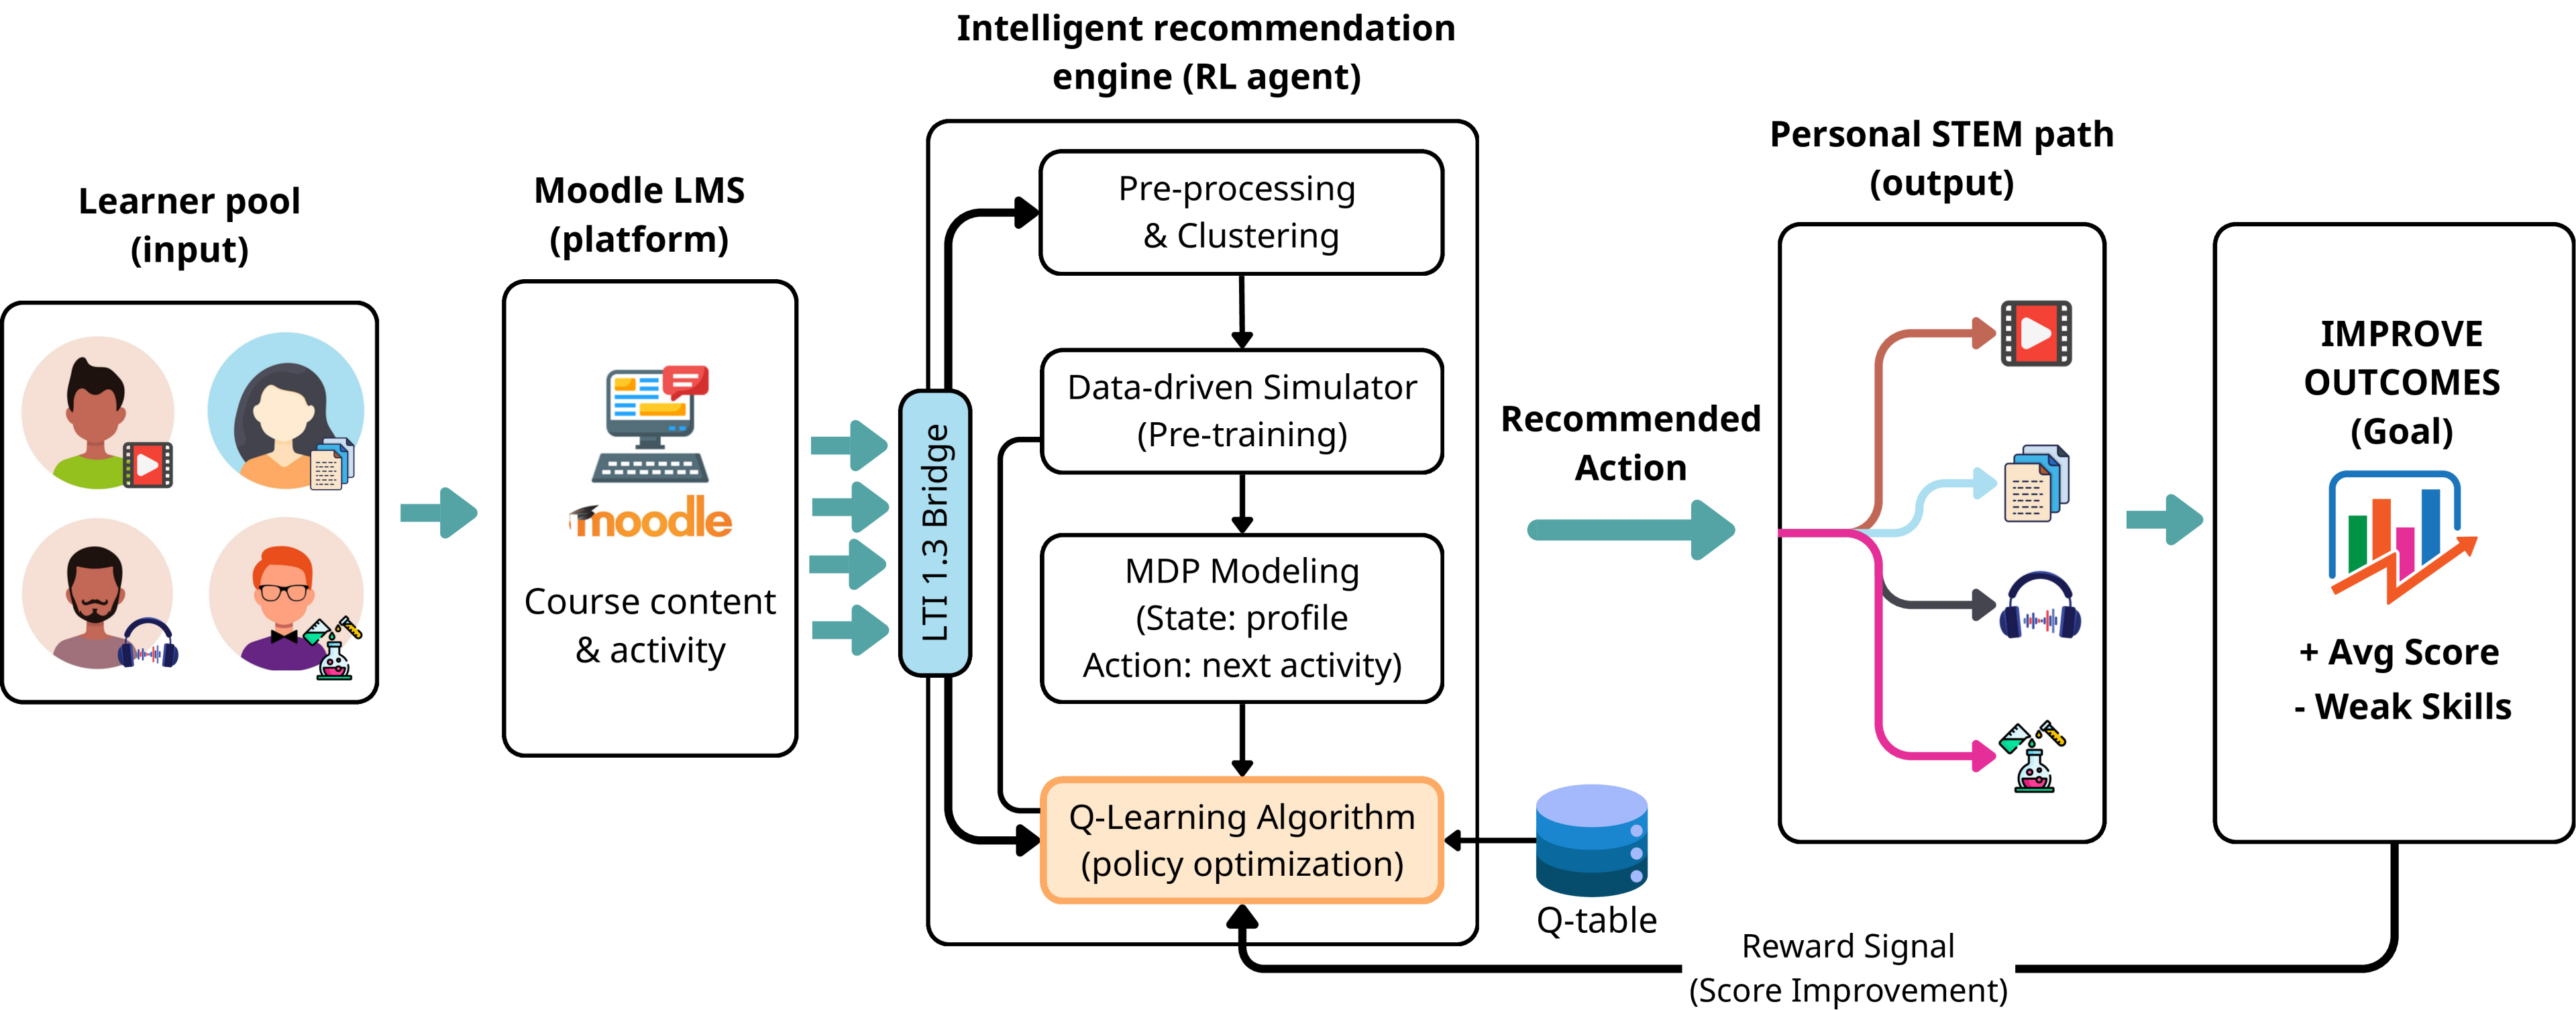 Learner pool
(input)
Moodle LMS
(platform)
moodle
Course content
& activity
Intelligent recommendation
engine (RL agent)
LTI 1.3 Bridge
Pre-processing
& Clustering
Data-driven Simulator
(Pre-training)
MDP Modeling
(State: profile
Action: next activity)
Q-Learning Algorithm
(policy optimization)
Q-table
Recommended
Action
Personal STEM path
(output)
IMPROVE
OUTCOMES
(Goal)
+ Avg Score
- Weak Skills
Reward Signal
(Score Improvement)